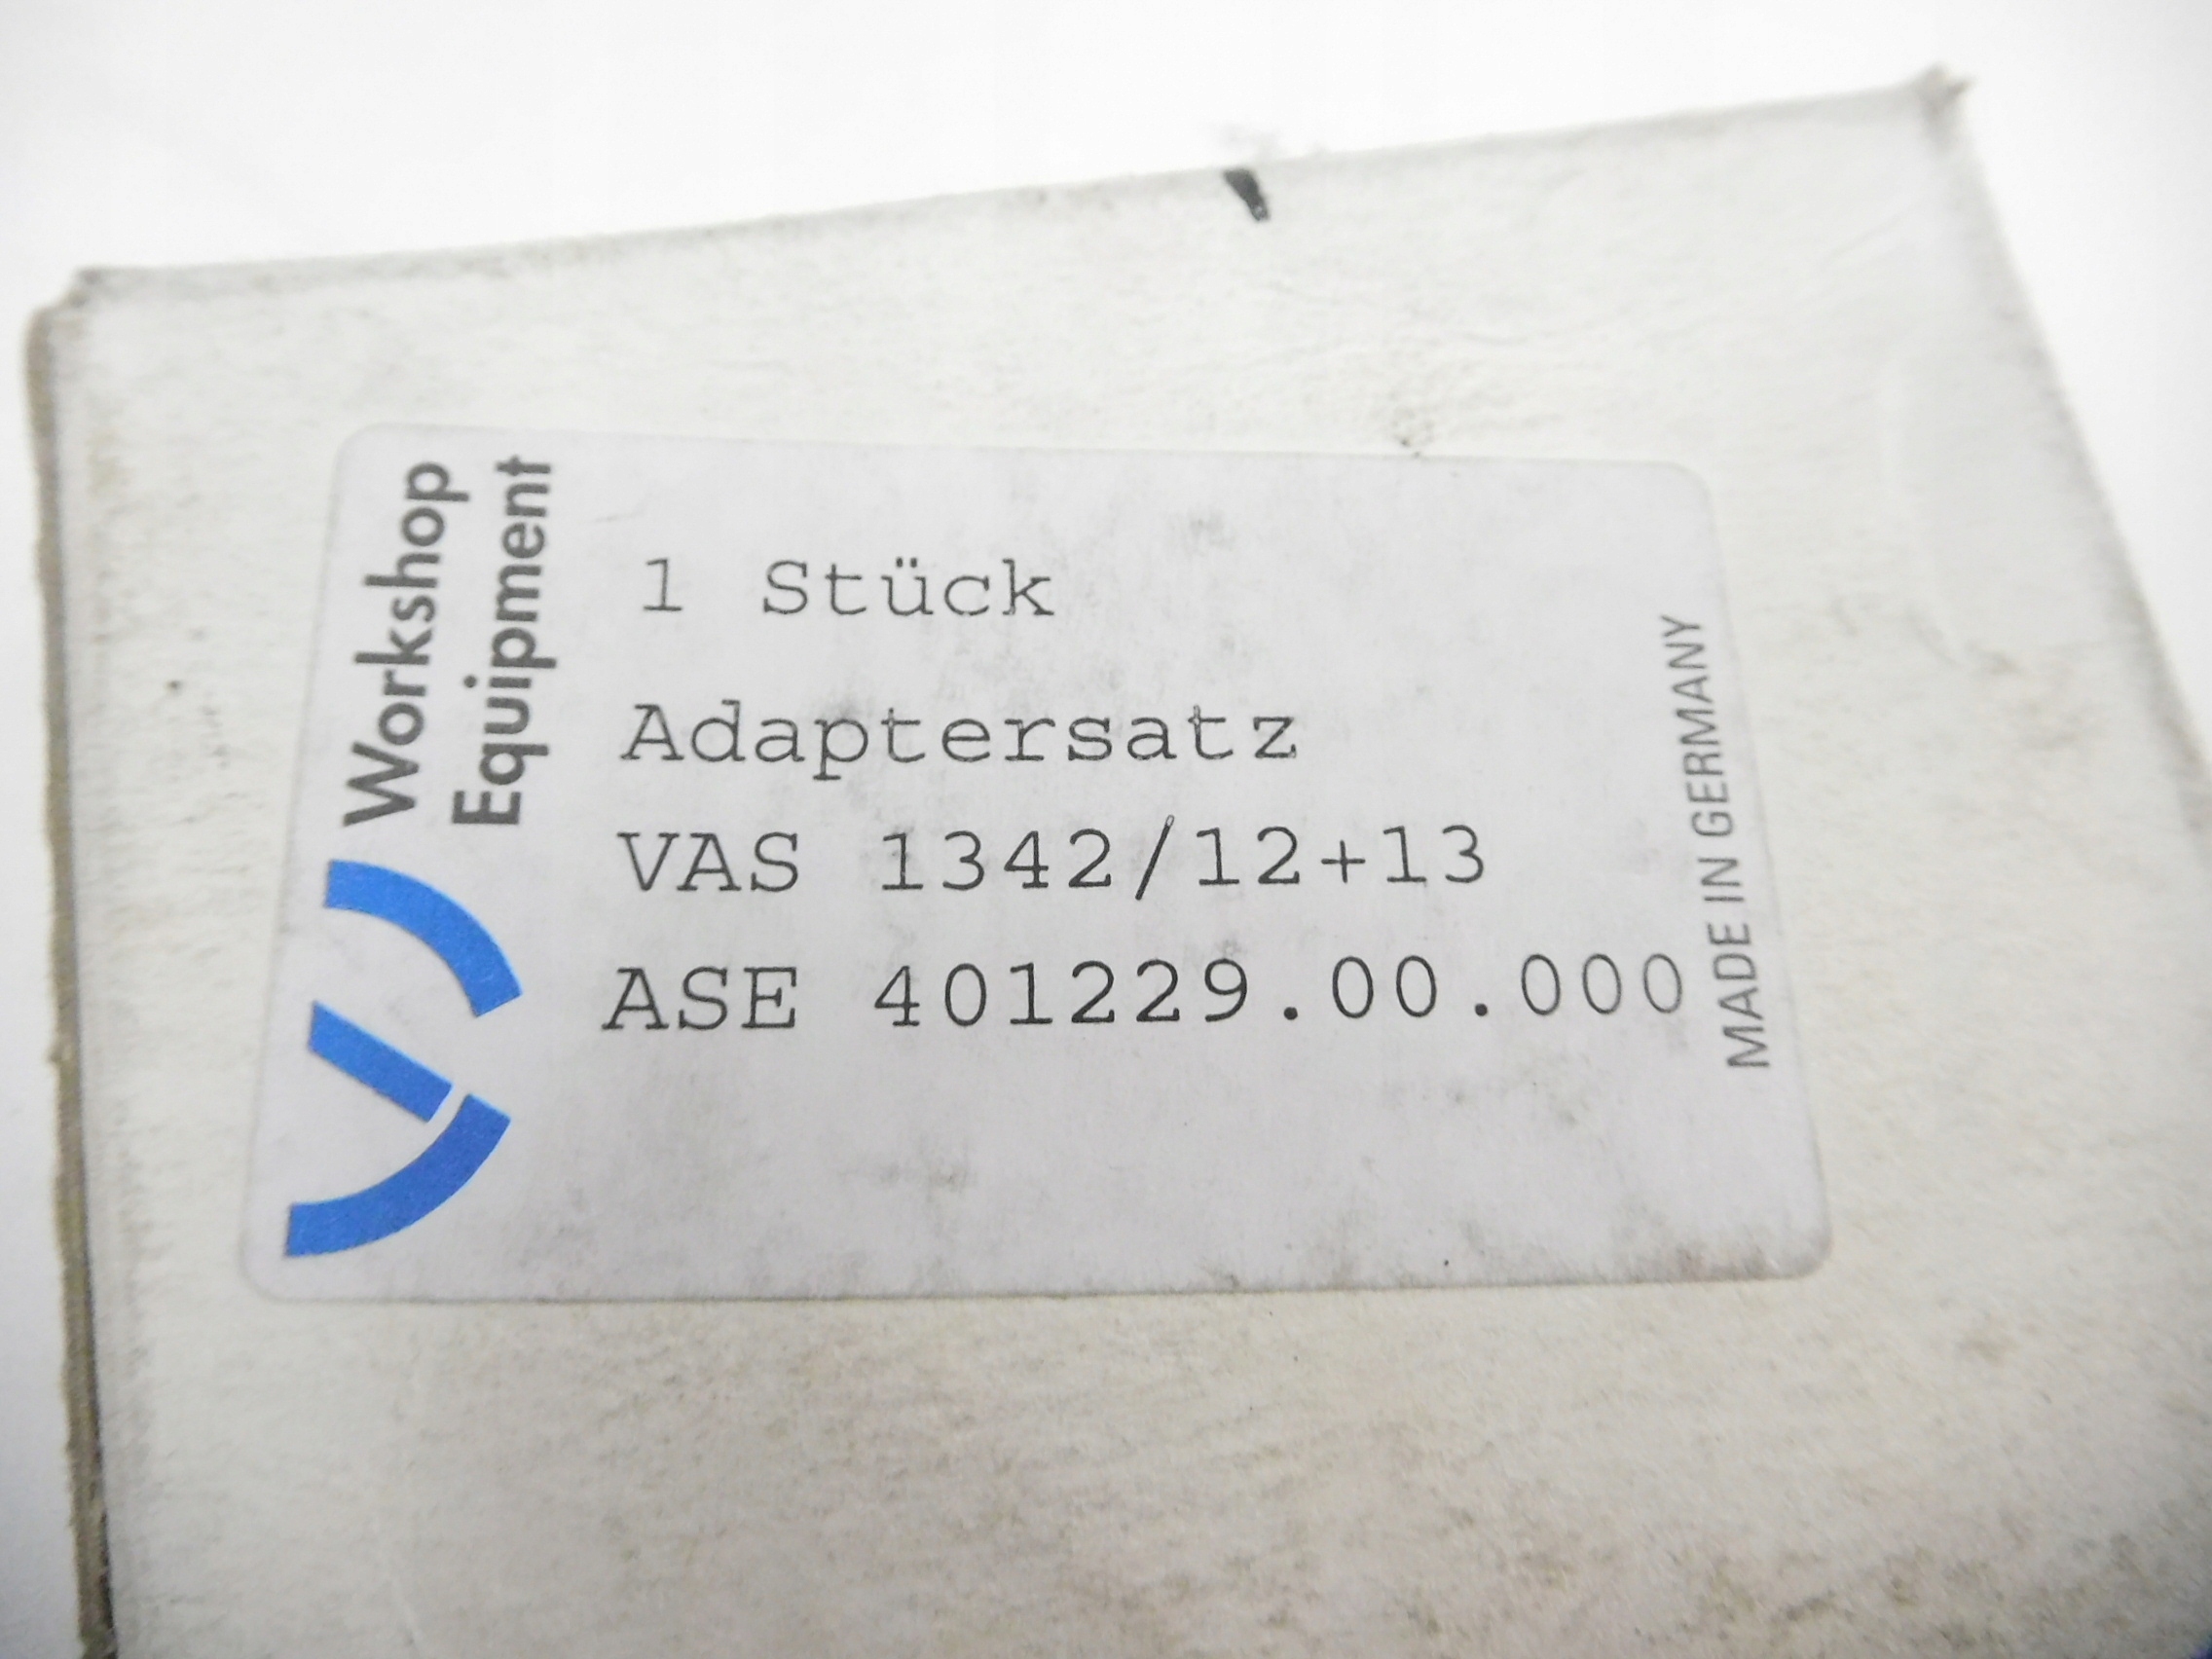 Workshop
Equipment
1 Stück
Adaptersatz
VAS 1342/12+13
ASE 401229.00.000
MADE IN GERMANY